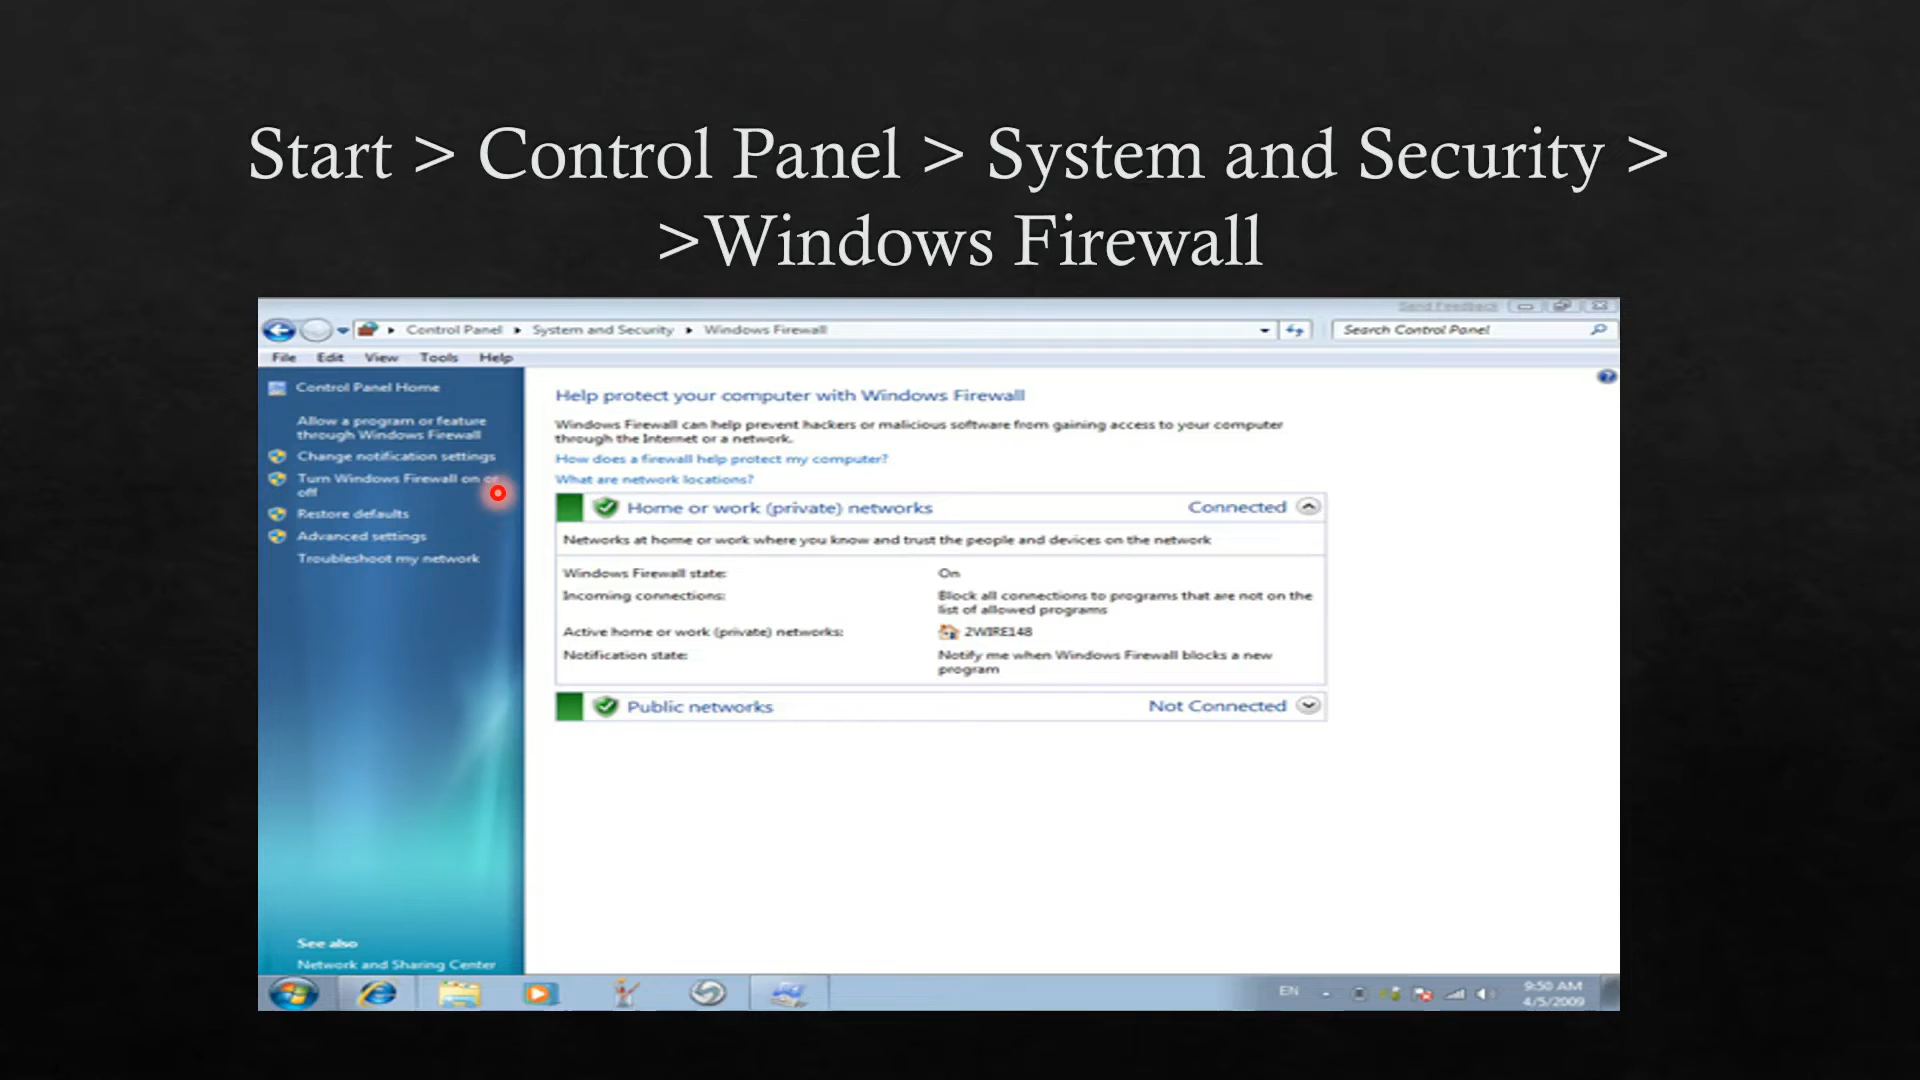 Start > Control Panel > System and Security >
>Windows Firewall
Send Feedback
Control Panel System and Security Windows Firewall
Search Control Panel
File Edit View Tools Help
Control Panel Home
Allow a program or feature
through Windows Firewall
Change notification settings
Turn Windows Firewall on or
off
Restore defaults
Advanced settings
Troubleshoot my network
See also
Network and Sharing Center
Help protect your computer with Windows Firewall
Windows Firewall can help prevent hackers or malicious software from gaining access to your computer
through the Internet or a network.
How does a firewall help protect my computer?
What are network locations?
Home or work (private) networks Connected
Networks at home or work where you know and trust the people and devices on the network
Windows Firewall state: On
Incoming connections: Block all connections to programs that are not on the
list of allowed programs
Active home or work (private) networks: 2WIRE148
Notification state: Notify me when Windows Firewall blocks a new
program
Public networks Not Connected
EN
9:50 AM
4/5/2009